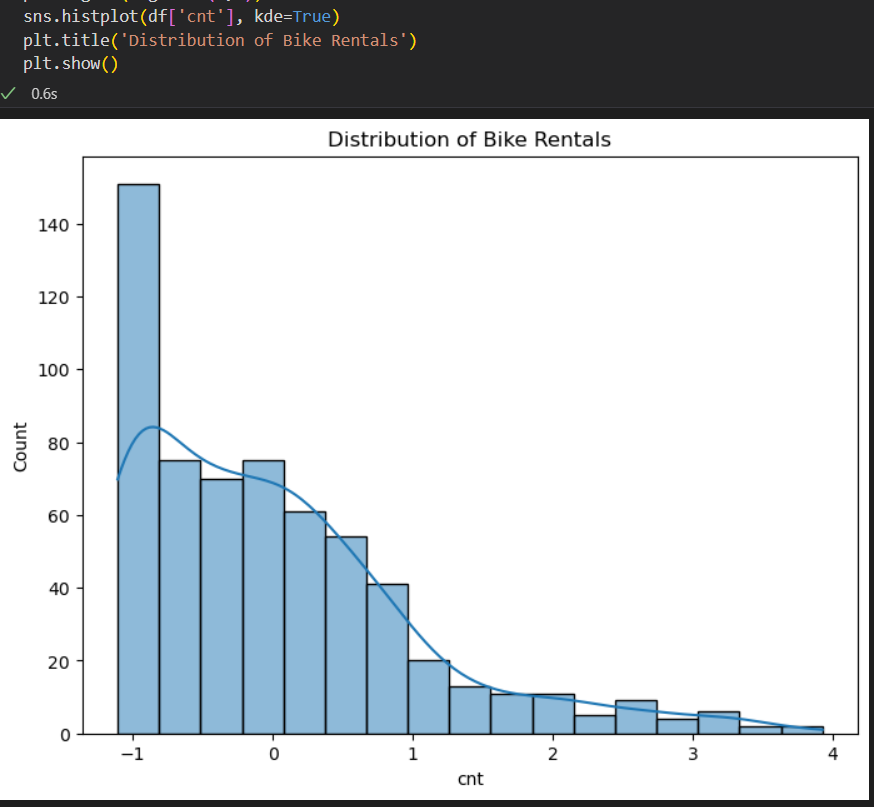 sns.histplot(df['cnt'], kde=True)
plt.title('Distribution of Bike Rentals')
plt.show()
0.6s
Distribution of Bike Rentals
140
120
100
80
60
40
20
0
Count
−1
0
1
2
3
4
cnt